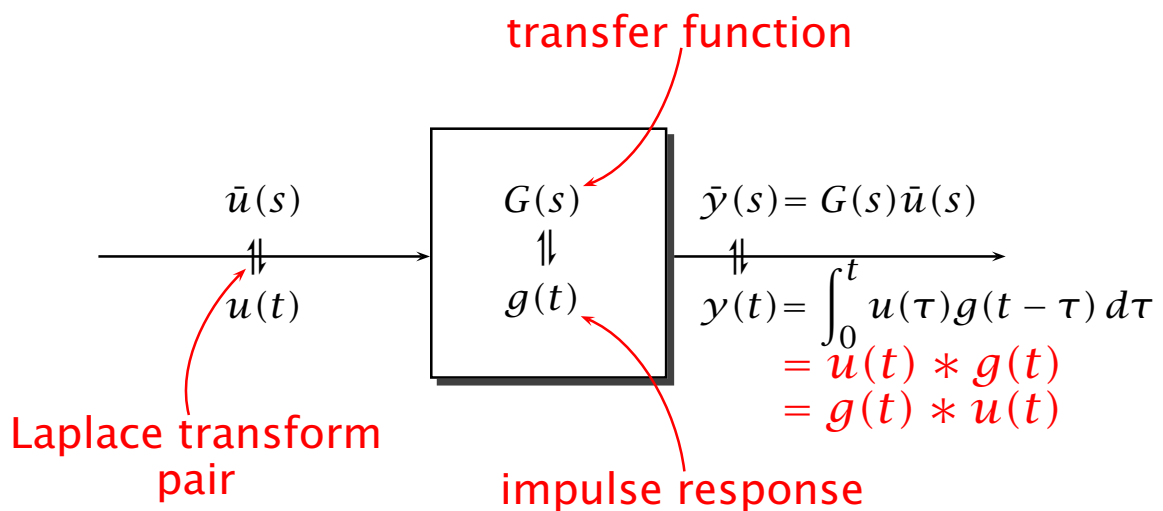 transfer function
ū(s)
G(s)
ȳ(s) = G(s)ū(s)
⇅
⇅
⇅
u(t)
g(t)
y(t) = ∫₀ᵗ u(τ)g(t − τ) dτ
= u(t) ∗ g(t)
= g(t) ∗ u(t)
Laplace transform
pair
impulse response